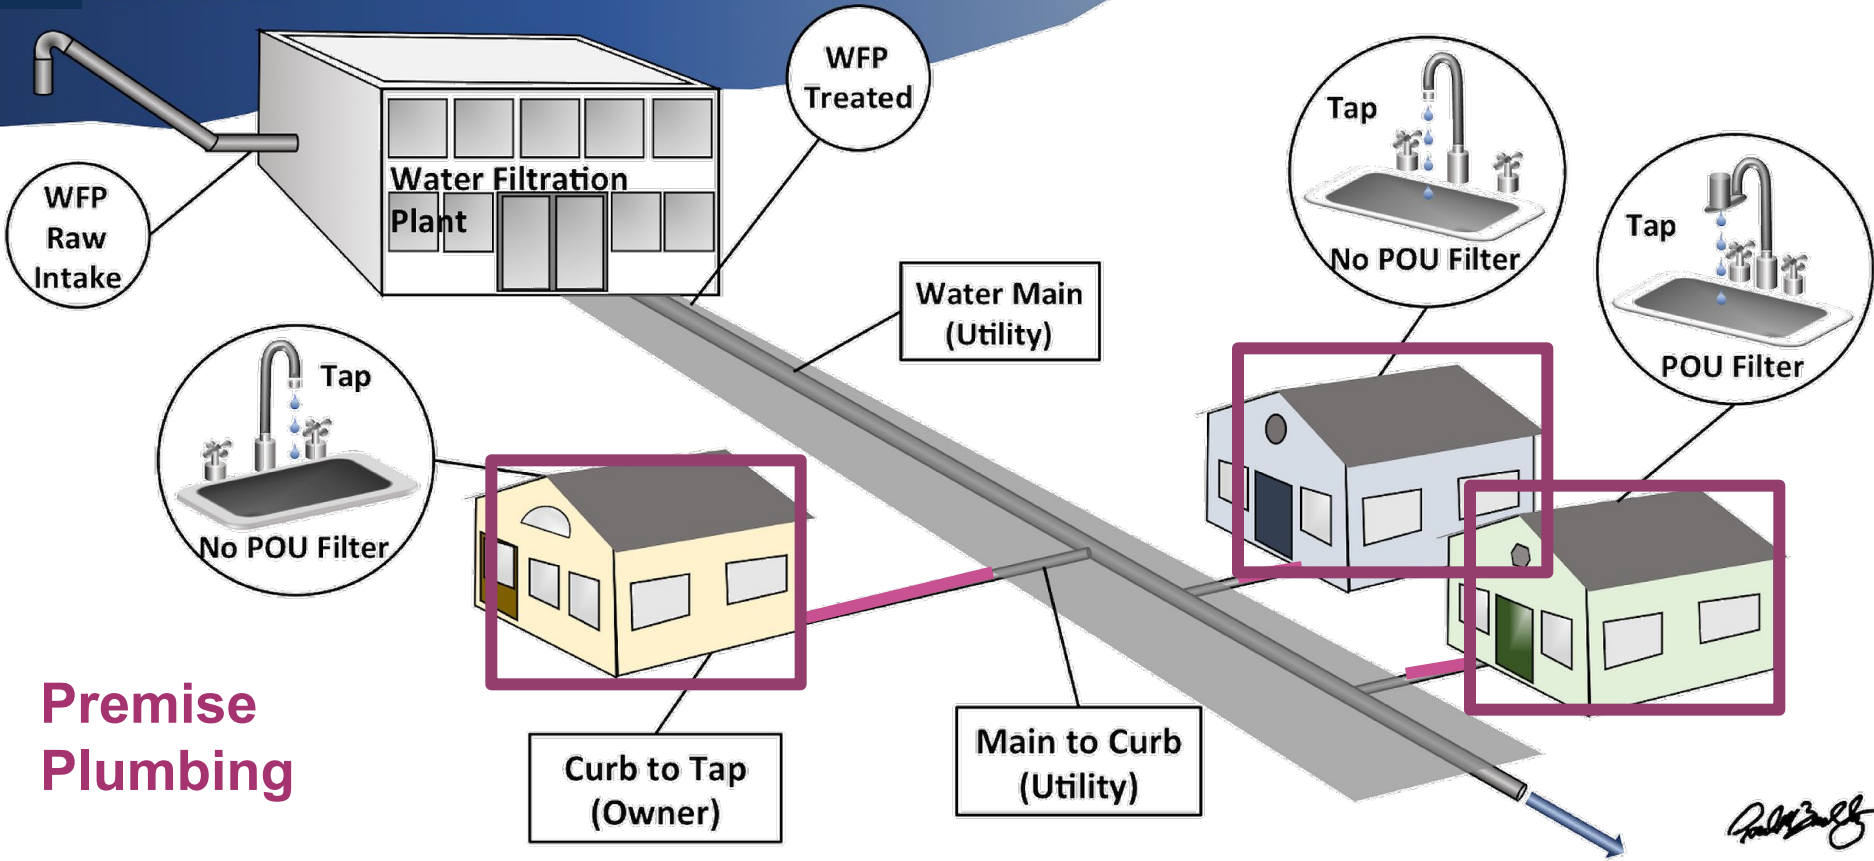 WFP
Treated
WFP
Raw
Intake
Water Filtration
Plant
Tap
No POU Filter
Tap
POU Filter
Water Main
(Utility)
Tap
No POU Filter
Premise
Plumbing
Curb to Tap
(Owner)
Main to Curb
(Utility)